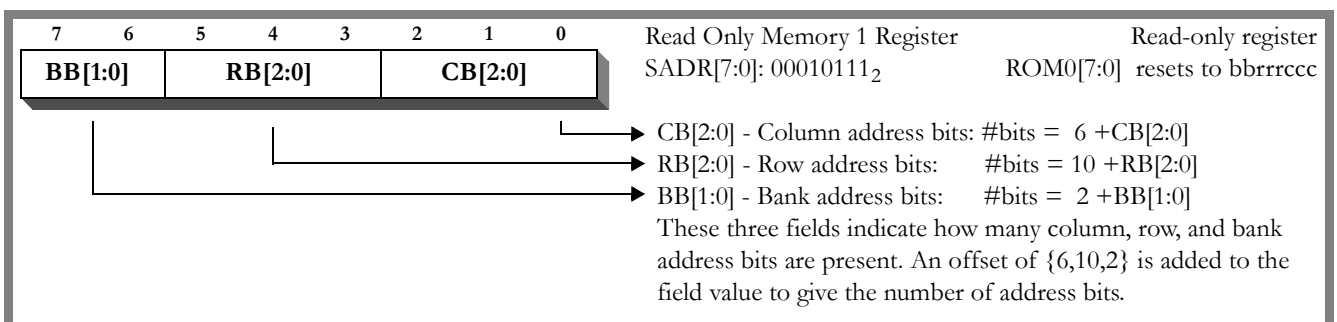 7 6 5 4 3 2 1 0
BB[1:0] RB[2:0] CB[2:0]
Read Only Memory 1 Register Read-only register
SADR[7:0]: 00010111₂ ROM0[7:0] resets to bbrrrccc
CB[2:0] - Column address bits: #bits = 6 +CB[2:0]
RB[2:0] - Row address bits: #bits = 10 +RB[2:0]
BB[1:0] - Bank address bits: #bits = 2 +BB[1:0]
These three fields indicate how many column, row, and bank
address bits are present. An offset of {6,10,2} is added to the
field value to give the number of address bits.